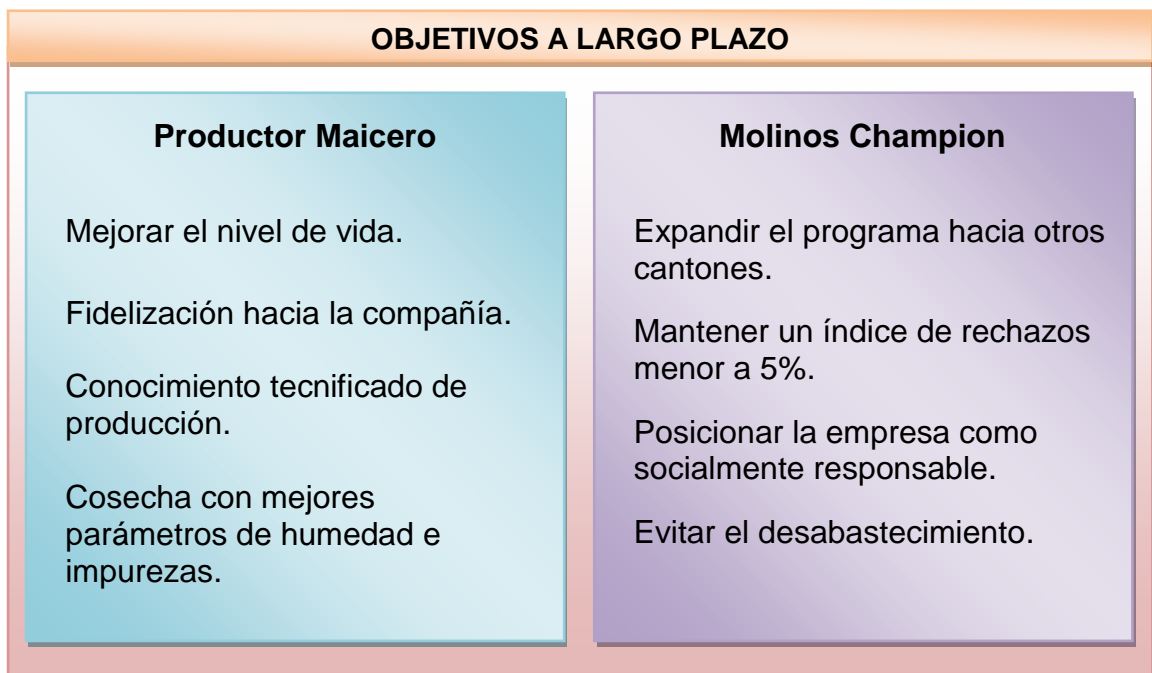 OBJETIVOS A LARGO PLAZO
Productor Maicero
Mejorar el nivel de vida.
Fidelización hacia la compañía.
Conocimiento tecnificado de
producción.
Cosecha con mejores
parámetros de humedad e
impurezas.
Molinos Champion
Expandir el programa hacia otros
cantones.
Mantener un índice de rechazos
menor a 5%.
Posicionar la empresa como
socialmente responsable.
Evitar el desabastecimiento.